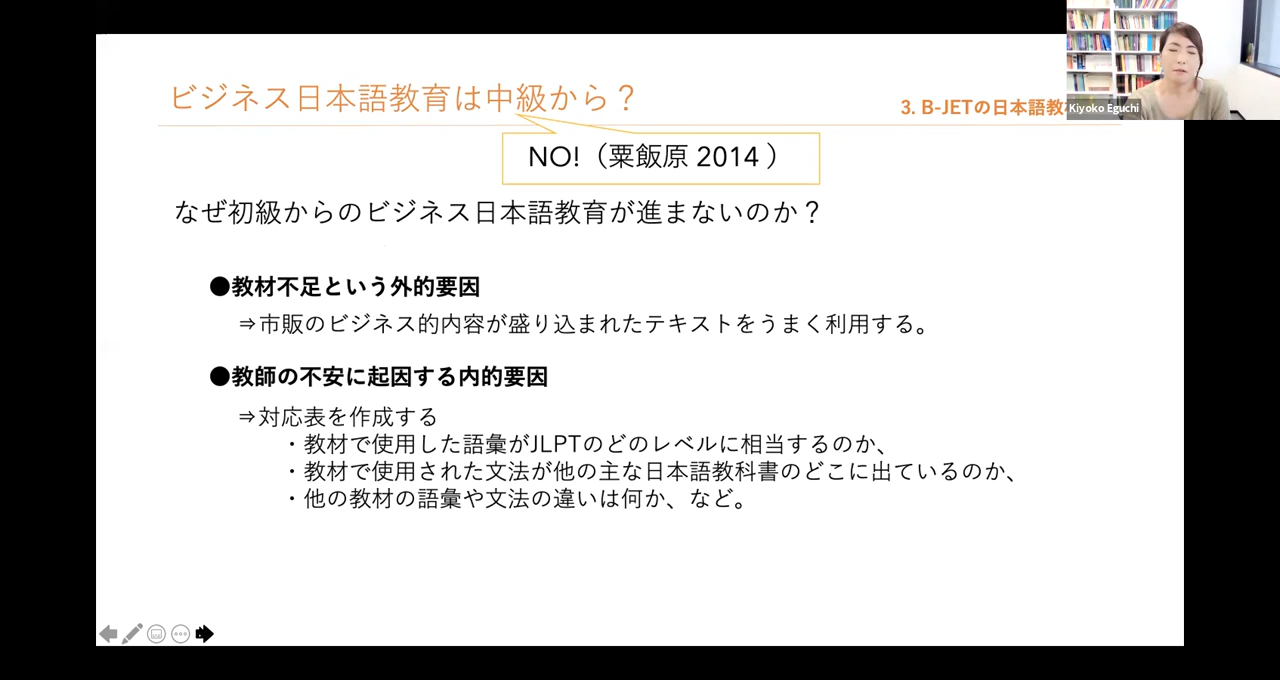 ビジネス日本語教育は中級から？
3. B-JETの日本語教
Kiyoko Eguchi
NO!（粟飯原 2014 ）
なぜ初級からのビジネス日本語教育が進まないのか？
●教材不足という外的要因
⇒市販のビジネス的内容が盛り込まれたテキストをうまく利用する。
●教師の不安に起因する内的要因
⇒対応表を作成する
・教材で使用した語彙がJLPTのどのレベルに相当するのか、
・教材で使用された文法が他の主な日本語教科書のどこに出ているのか、
・他の教材の語彙や文法の違いは何か、など。